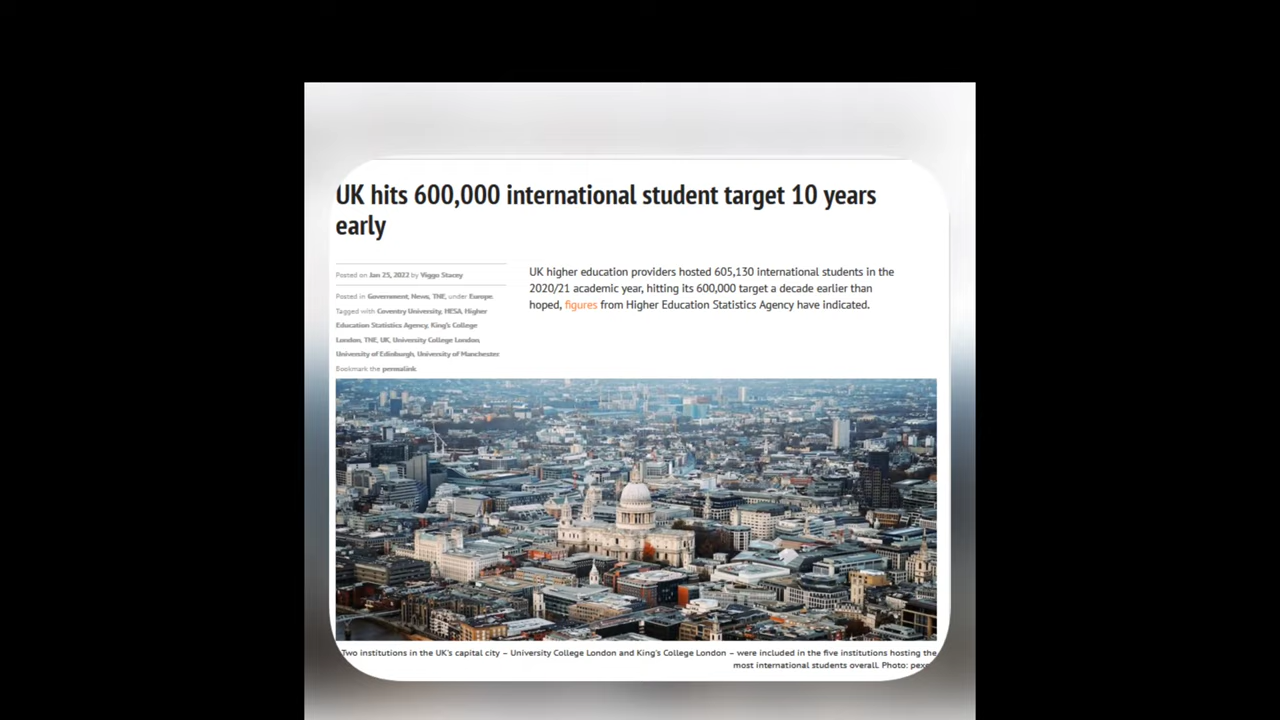 UK hits 600,000 international student target 10 years
early
Posted on Jan 25, 2022 by Viggo Stacey
Posted in Government, News, TNE, under Europe.
Tagged with Coventry University, HESA, Higher
Education Statistics Agency, King's College
London, THE, UK, University College London,
University of Edinburgh, University of Manchester.
Bookmark the permalink.
UK higher education providers hosted 605,130 international students in the
2020/21 academic year, hitting its 600,000 target a decade earlier than
hoped, figures from Higher Education Statistics Agency have indicated.
Two institutions in the UK's capital city – University College London and King's College London – were included in the five institutions hosting the
most international students overall. Photo: